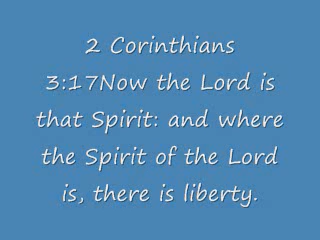 2 Corinthians
3:17Now the Lord is
that Spirit: and where
the Spirit of the Lord
is, there is liberty.